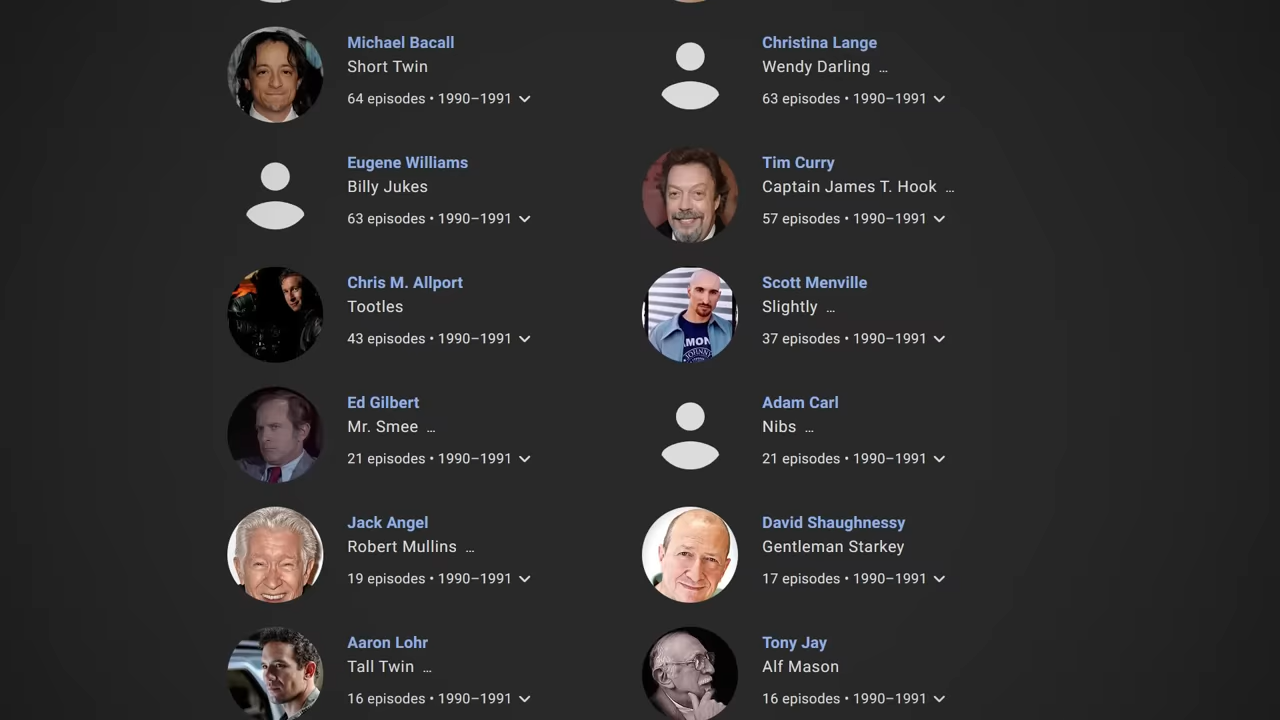 Michael Bacall
Short Twin
64 episodes • 1990–1991
Christina Lange
Wendy Darling ...
63 episodes • 1990–1991
Eugene Williams
Billy Jukes
63 episodes • 1990–1991
Tim Curry
Captain James T. Hook ...
57 episodes • 1990–1991
Chris M. Allport
Tootles
43 episodes • 1990–1991
Scott Menville
Slightly ...
37 episodes • 1990–1991
Ed Gilbert
Mr. Smee ...
21 episodes • 1990–1991
Adam Carl
Nibs ...
21 episodes • 1990–1991
Jack Angel
Robert Mullins ...
19 episodes • 1990–1991
David Shaughnessy
Gentleman Starkey
17 episodes • 1990–1991
Aaron Lohr
Tall Twin ...
16 episodes • 1990–1991
Tony Jay
Alf Mason
16 episodes • 1990–1991